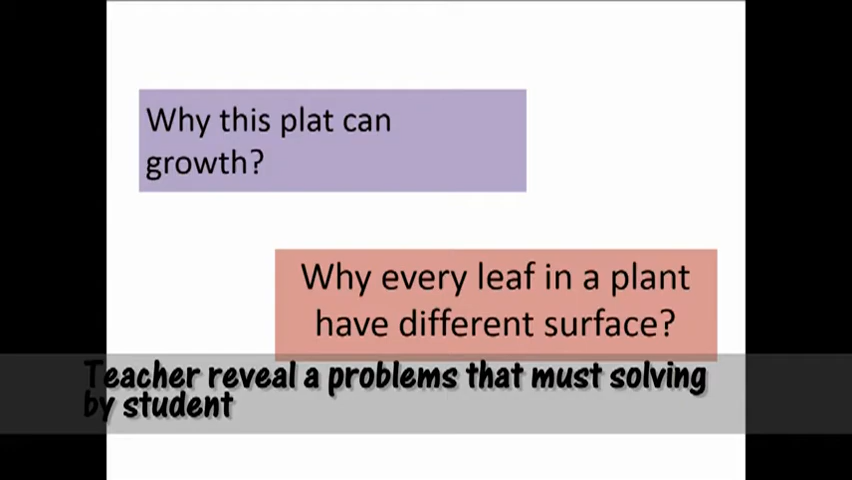 Why this plat can
growth?
Why every leaf in a plant
have different surface?
Teacher reveal a problems that must solving
by student